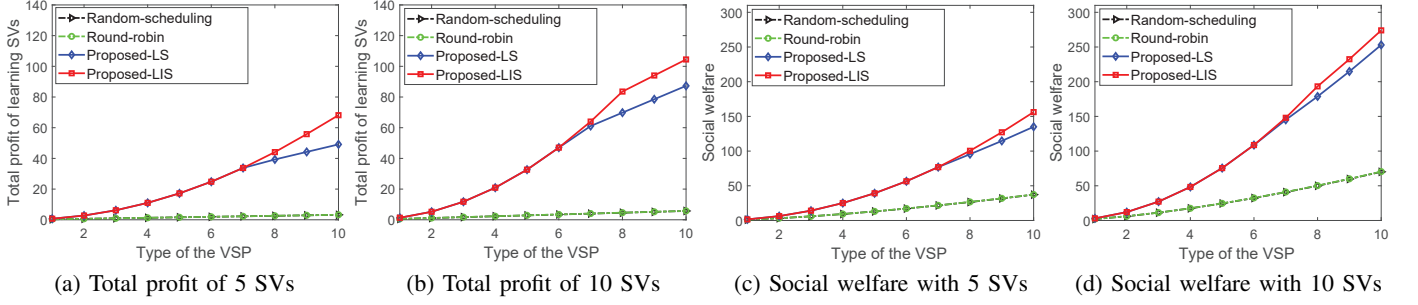 Total profit of learning SVs
140
120
100
80
60
40
20
0
Random-scheduling
Round-robin
Proposed-LS
Proposed-LIS
2 4 6 8 10
Type of the VSP
(a) Total profit of 5 SVs
Total profit of learning SVs
140
120
100
80
60
40
20
0
Random-scheduling
Round-robin
Proposed-LS
Proposed-LIS
2 4 6 8 10
Type of the VSP
(b) Total profit of 10 SVs
Social welfare
300
250
200
150
100
50
0
Random-scheduling
Round-robin
Proposed-LS
Proposed-LIS
2 4 6 8 10
Type of the VSP
(c) Social welfare with 5 SVs
Social welfare
300
250
200
150
100
50
0
Random-scheduling
Round-robin
Proposed-LS
Proposed-LIS
2 4 6 8 10
Type of the VSP
(d) Social welfare with 10 SVs